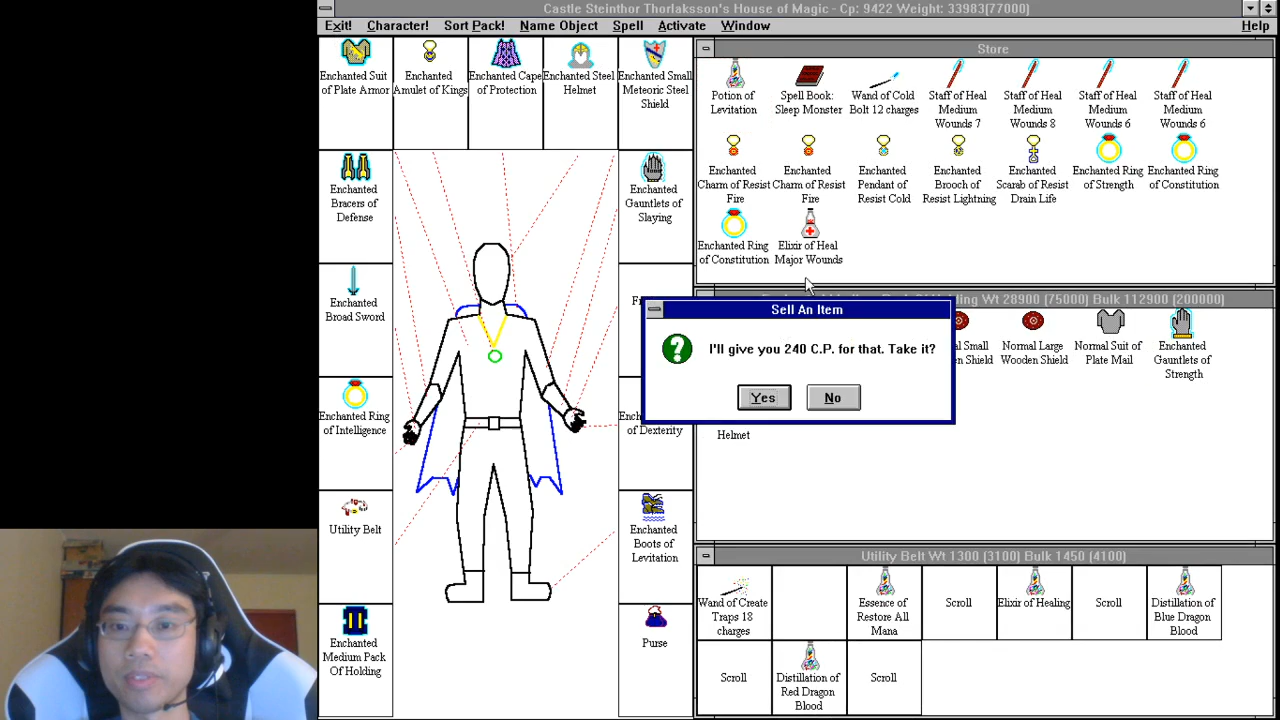 Castle Steinthor Thorlaksson's House of Magic - Cp: 9422 Weight: 33983(77000)
Exit! Character! Sort Pack! Name Object Spell Activate Window Help
Enchanted Suit
of Plate Armor
Enchanted
Amulet of Kings
Enchanted Cape
of Protection
Enchanted Steel
Helmet
Enchanted Small
Meteoric Steel
Shield
Enchanted
Bracers of
Defense
Enchanted
Gauntlets of
Slaying
Enchanted
Broad Sword
Enchanted Ring
of Intelligence
of Dexterity
Utility Belt
Enchanted
Boots of
Levitation
Enchanted
Medium Pack
Of Holding
Purse
Store
Potion of
Levitation
Spell Book:
Sleep Monster
Wand of Cold
Bolt 12 charges
Staff of Heal
Medium
Wounds 7
Staff of Heal
Medium
Wounds 8
Staff of Heal
Medium
Wounds 6
Staff of Heal
Medium
Wounds 6
Enchanted
Charm of Resist
Fire
Enchanted
Charm of Resist
Fire
Enchanted
Pendant of
Resist Cold
Enchanted
Brooch of
Resist Lightning
Enchanted
Scarab of Resist
Drain Life
Enchanted Ring
of Strength
Enchanted Ring
of Constitution
Enchanted Ring
of Constitution
Elixir of Heal
Major Wounds
Wt 28900 (75000) Bulk 112900 (200000)
Sell An Item
I'll give you 240 C.P. for that. Take it?
Yes No
Small
Shield
Normal Large
Wooden Shield
Normal Suit of
Plate Mail
Enchanted
Gauntlets of
Strength
Helmet
Utility Belt Wt 1300 (3100) Bulk 1450 (4100)
Wand of Create
Traps 18
charges
Essence of
Restore All
Mana
Scroll
Elixir of Healing
Scroll
Distillation of
Blue Dragon
Blood
Scroll
Distillation of
Red Dragon
Blood
Scroll